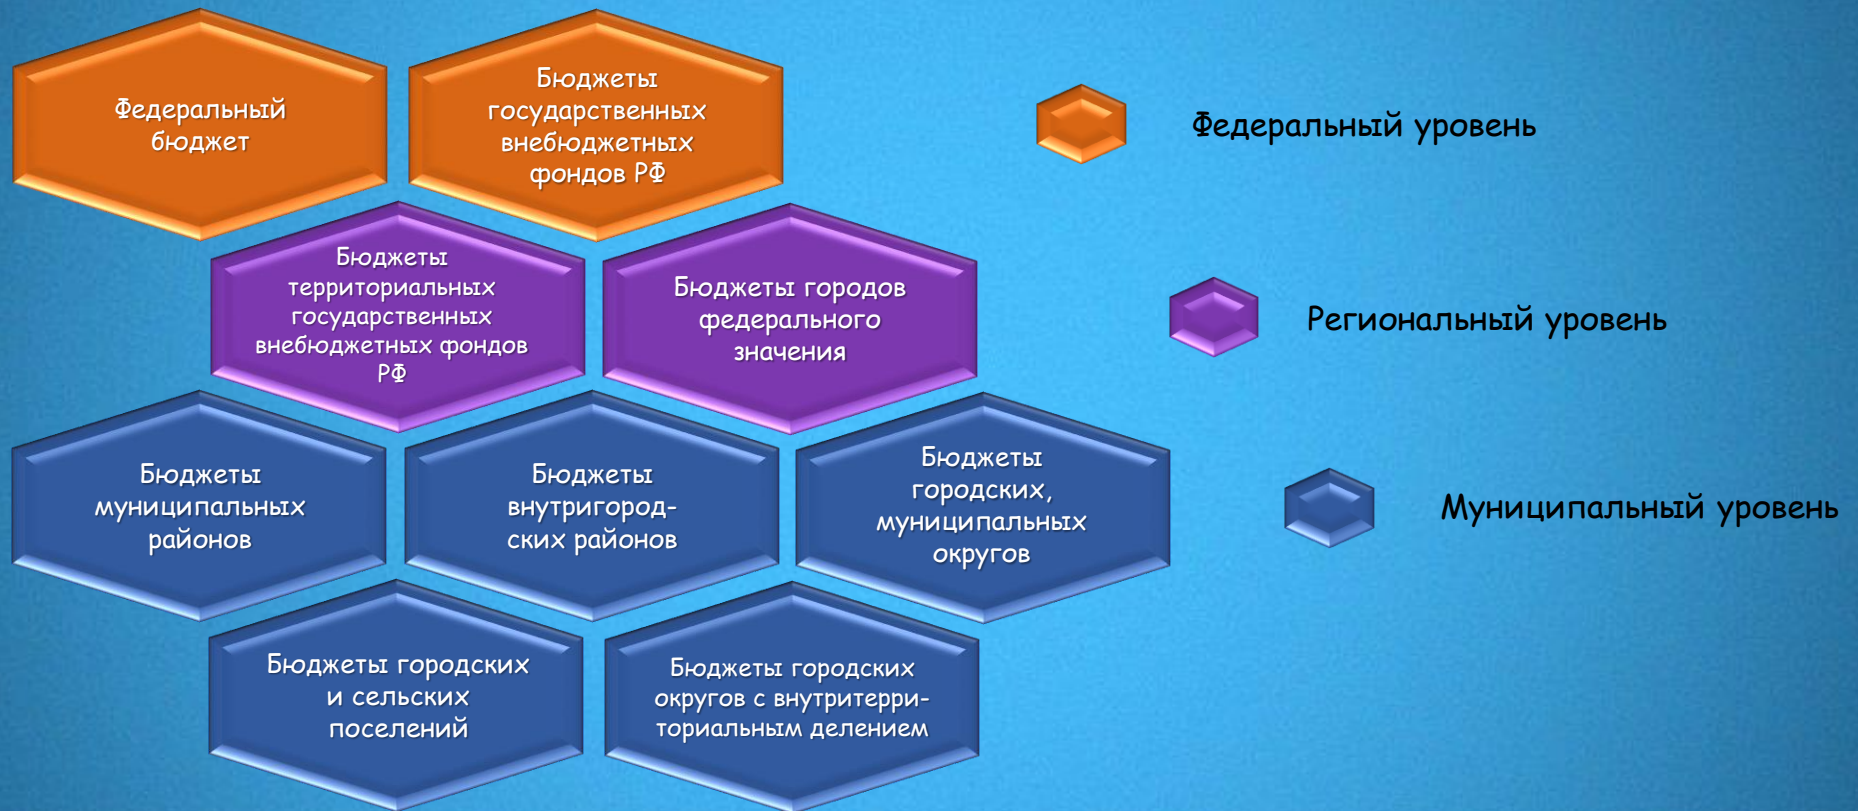 Федеральный
бюджет
Бюджеты
государственных
внебюджетных
фондов РФ
Федеральный уровень
Бюджеты
территориальных
государственных
внебюджетных фондов
РФ
Бюджеты городов
федерального
значения
Региональный уровень
Бюджеты
муниципальных
районов
Бюджеты
внутригород-
ских районов
Бюджеты
городских,
муниципальных
округов
Муниципальный уровень
Бюджеты городских
и сельских
поселений
Бюджеты городских
округов с внутритерри-
ториальным делением